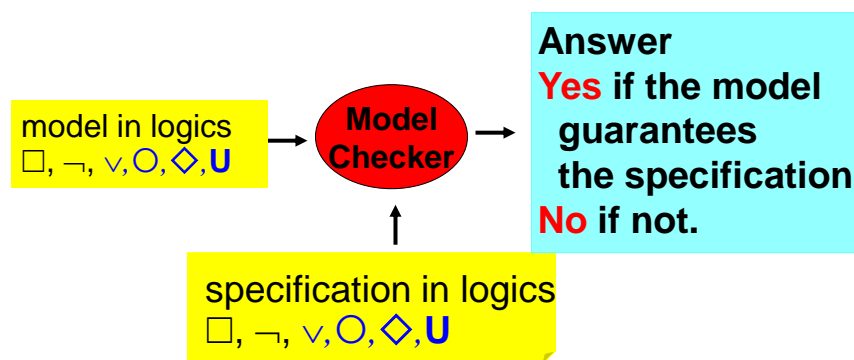 model in logics
□, ¬, ∨,○,◇,U
Model
Checker
Answer
Yes if the model
guarantees
the specification
No if not.
specification in logics
□, ¬, ∨,○,◇,U